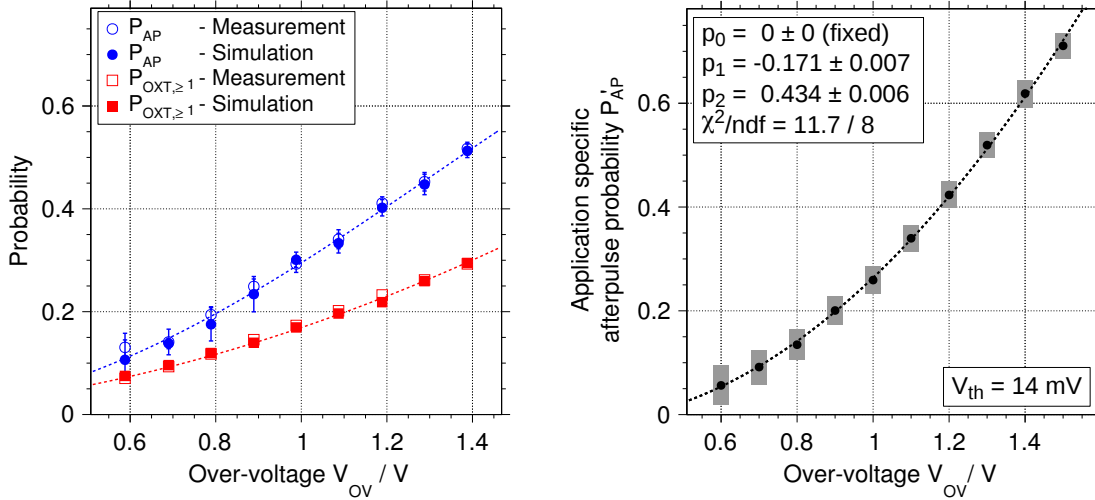 P_AP - Measurement
P_AP - Simulation
P_OXT,≥1 - Measurement
P_OXT,≥1 - Simulation
Probability
0.6
0.4
0.2
0
0.6 0.8 1 1.2 1.4
Over-voltage V_OV / V
p_0 = 0 ± 0 (fixed)
p_1 = -0.171 ± 0.007
p_2 = 0.434 ± 0.006
χ²/ndf = 11.7 / 8
Application specific
afterpulse probability P'_AP
0.6
0.4
0.2
0
V_th = 14 mV
0.6 0.8 1 1.2 1.4
Over-voltage V_OV / V